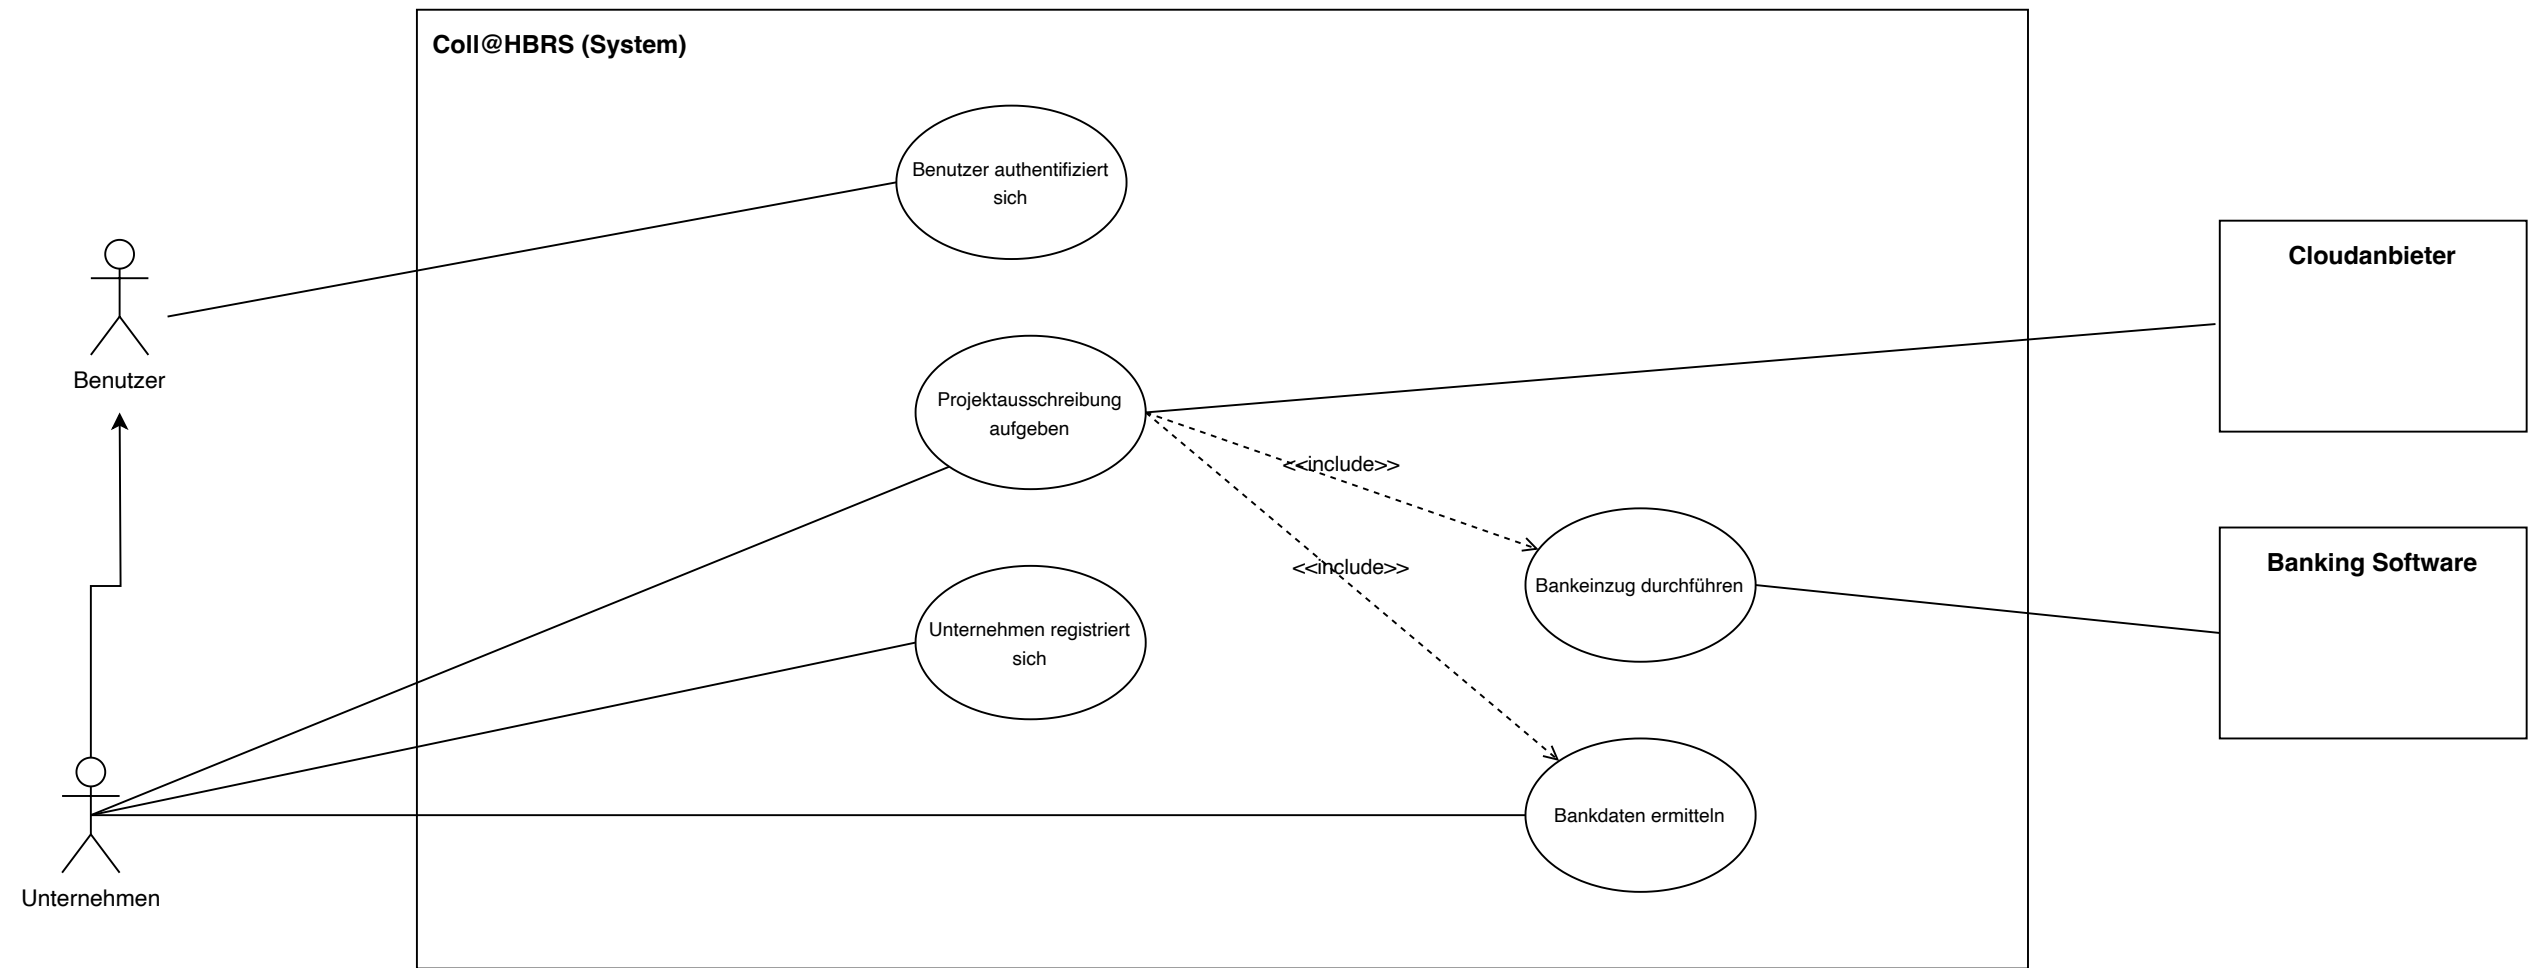 Coll@HBRS (System)
Benutzer authentifiziert
sich
Benutzer
Cloudanbieter
Projektausschreibung
aufgeben
<<include>>
<<include>>
Bankeinzug durchführen
Banking Software
Unternehmen registriert
sich
Bankdaten ermitteln
Unternehmen